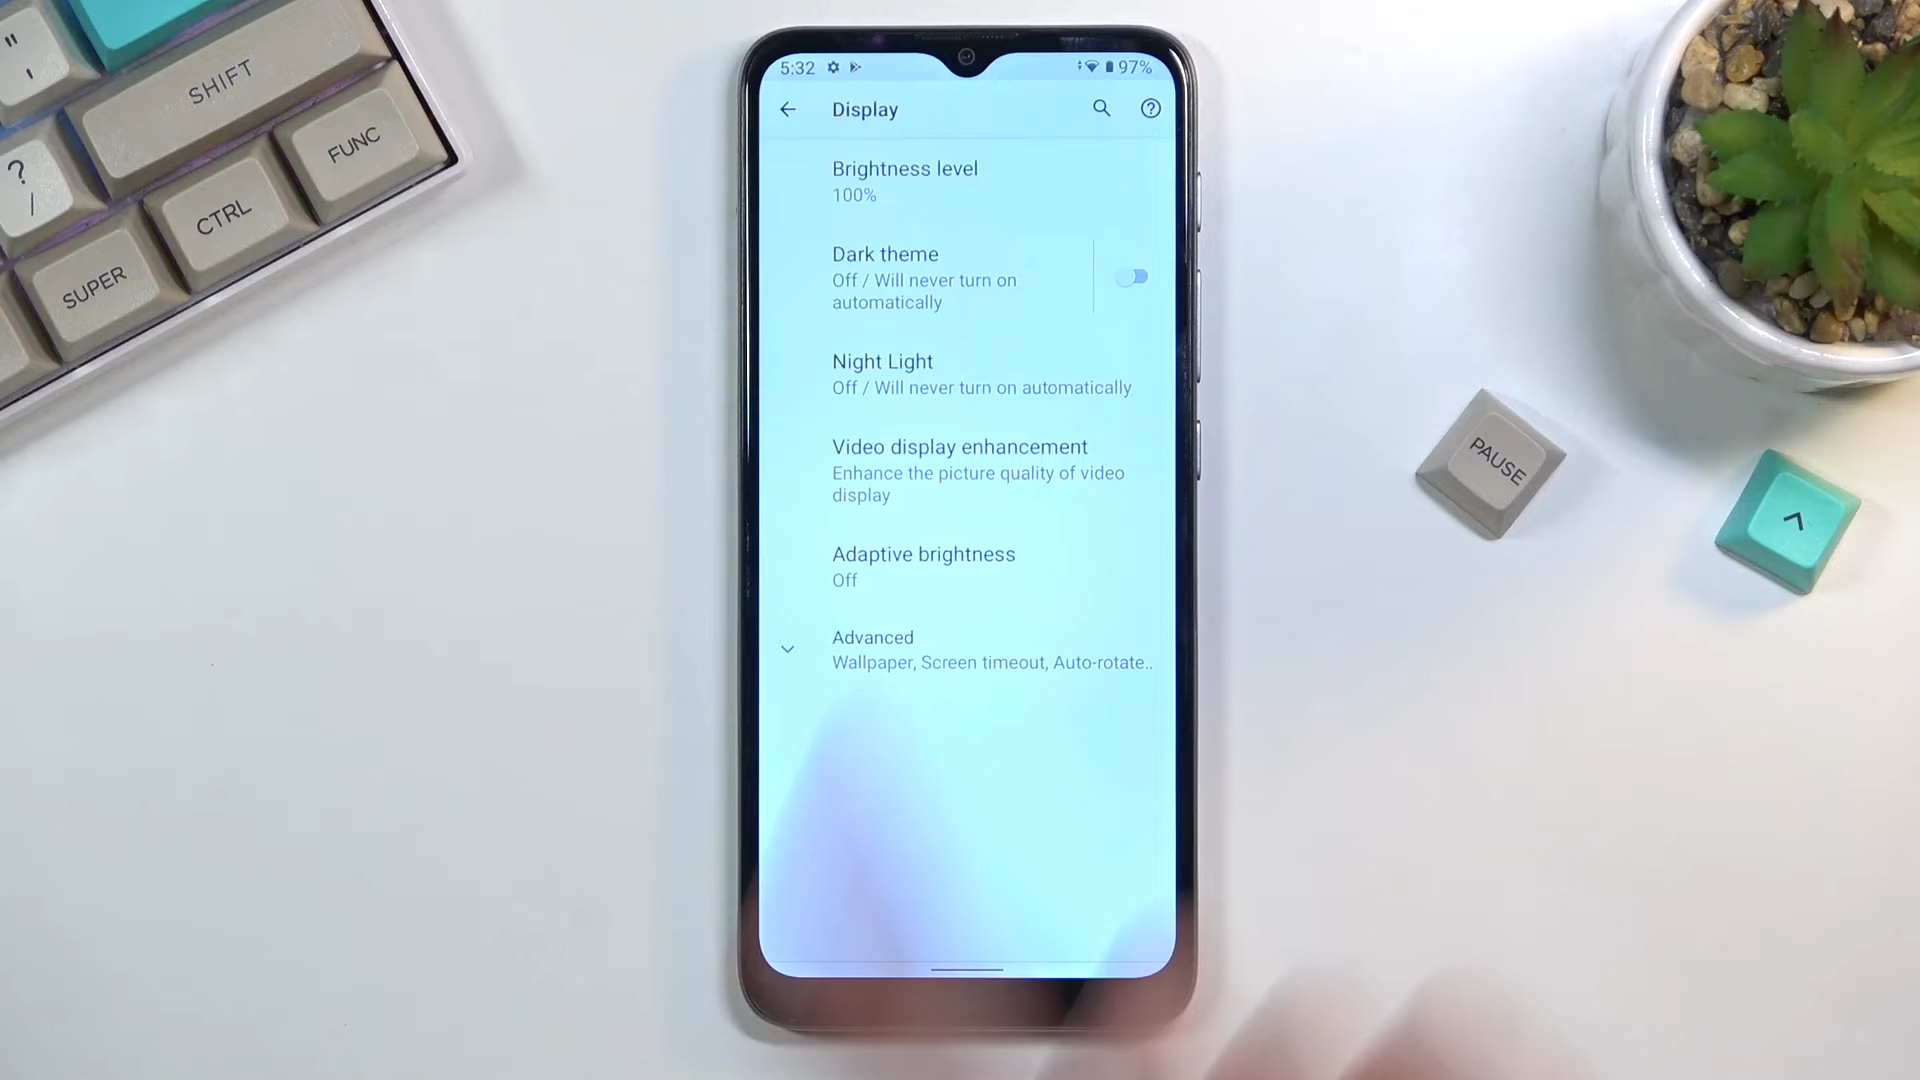 "
'
?
/
SHIFT
FUNC
CTRL
SUPER
5:32 97%
Display
Brightness level
100%
Dark theme
Off / Will never turn on
automatically
Night Light
Off / Will never turn on automatically
Video display enhancement
Enhance the picture quality of video
display
Adaptive brightness
Off
Advanced
Wallpaper, Screen timeout, Auto-rotate..
PAUSE
^